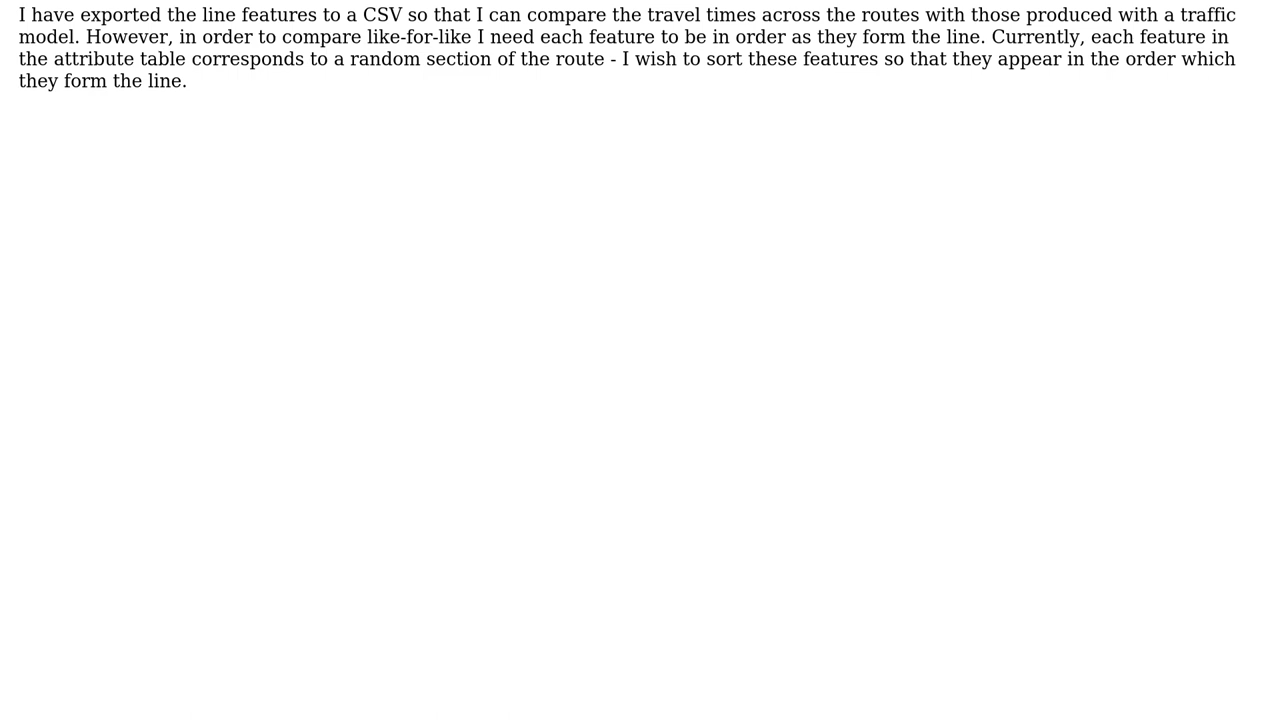 I have exported the line features to a CSV so that I can compare the travel times across the routes with those produced with a traffic
model. However, in order to compare like-for-like I need each feature to be in order as they form the line. Currently, each feature in
the attribute table corresponds to a random section of the route - I wish to sort these features so that they appear in the order which
they form the line.